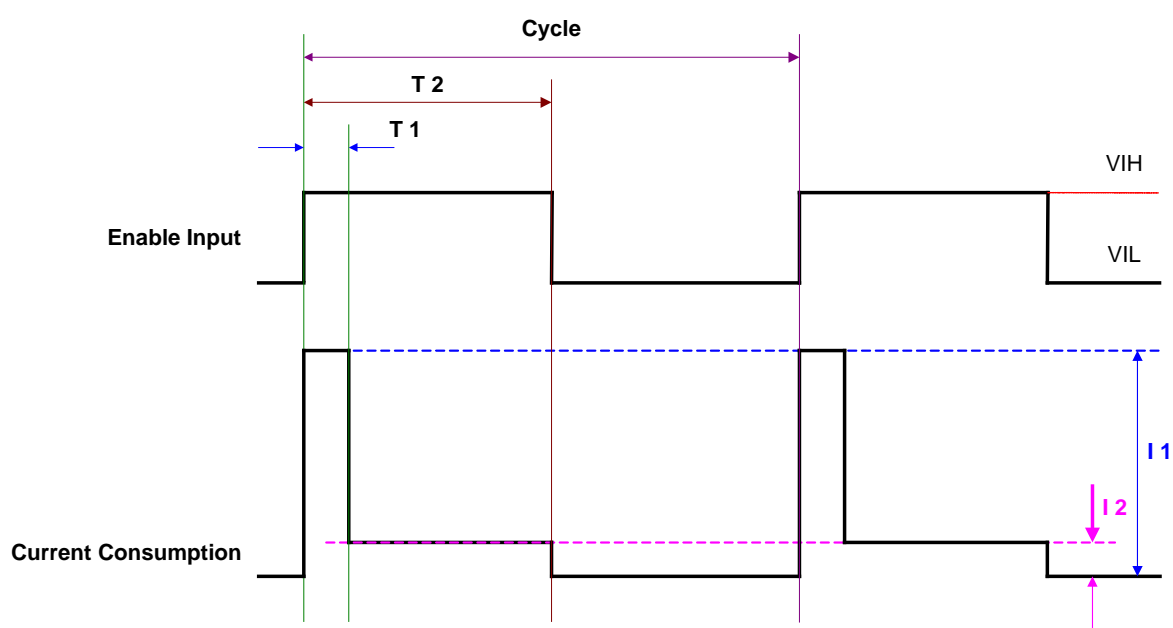 Cycle
T 2
T 1
VIH
Enable Input
VIL
I 1
I 2
Current Consumption